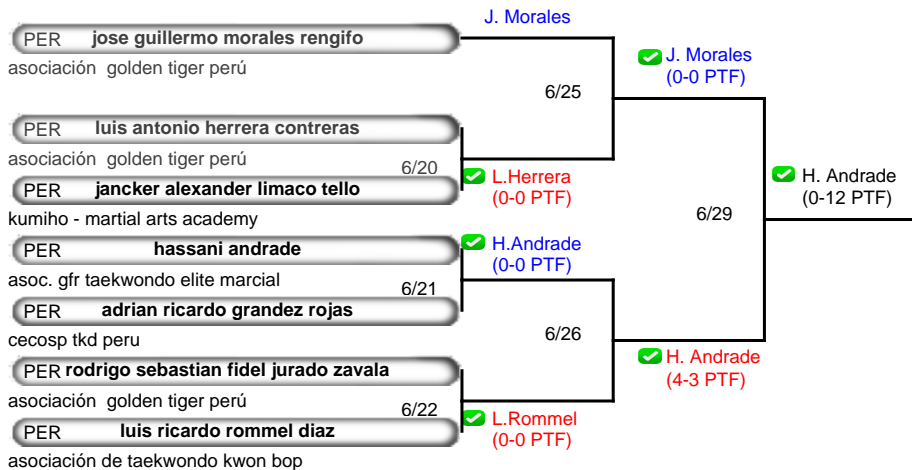 J. Morales
PER jose guillermo morales rengifo
asociación golden tiger perú
J. Morales
(0-0 PTF)
6/25
PER luis antonio herrera contreras
asociación golden tiger perú
6/20
PER jancker alexander limaco tello
kumiho - martial arts academy
L.Herrera
(0-0 PTF)
H. Andrade
(0-12 PTF)
6/29
PER hassani andrade
asoc. gfr taekwondo elite marcial
H.Andrade
(0-0 PTF)
6/21
PER adrian ricardo grandez rojas
cecosp tkd peru
6/26
H. Andrade
(4-3 PTF)
PER rodrigo sebastian fidel jurado zavala
asociación golden tiger perú
6/22
PER luis ricardo rommel diaz
asociación de taekwondo kwon bop
L.Rommel
(0-0 PTF)